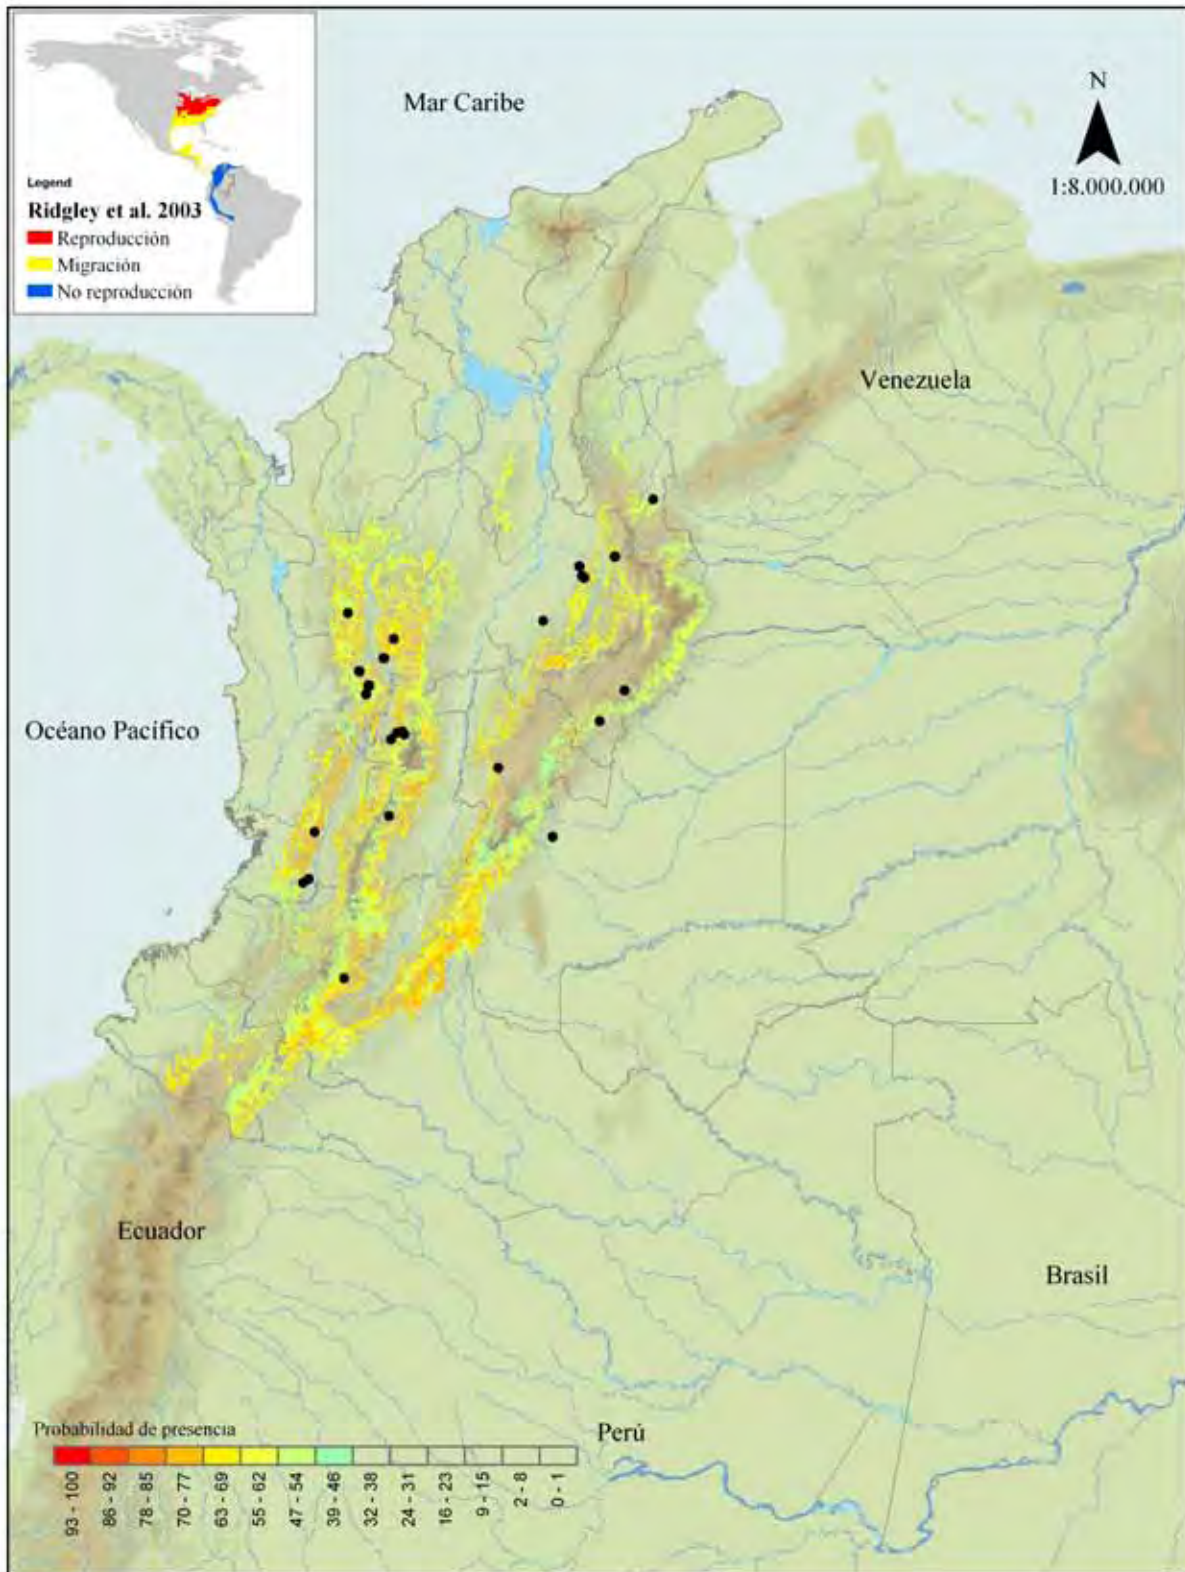 Legend
Ridgley et al. 2003
Reproducción
Migración
No reproducción
Mar Caribe
N
1:8.000.000
Venezuela
Océano Pacífico
Ecuador
Brasil
Perú
Probabilidad de presencia
93 - 100
86 - 92
78 - 85
70 - 77
63 - 69
55 - 62
47 - 54
39 - 46
32 - 38
24 - 31
16 - 23
9 - 15
2 - 8
0 - 1